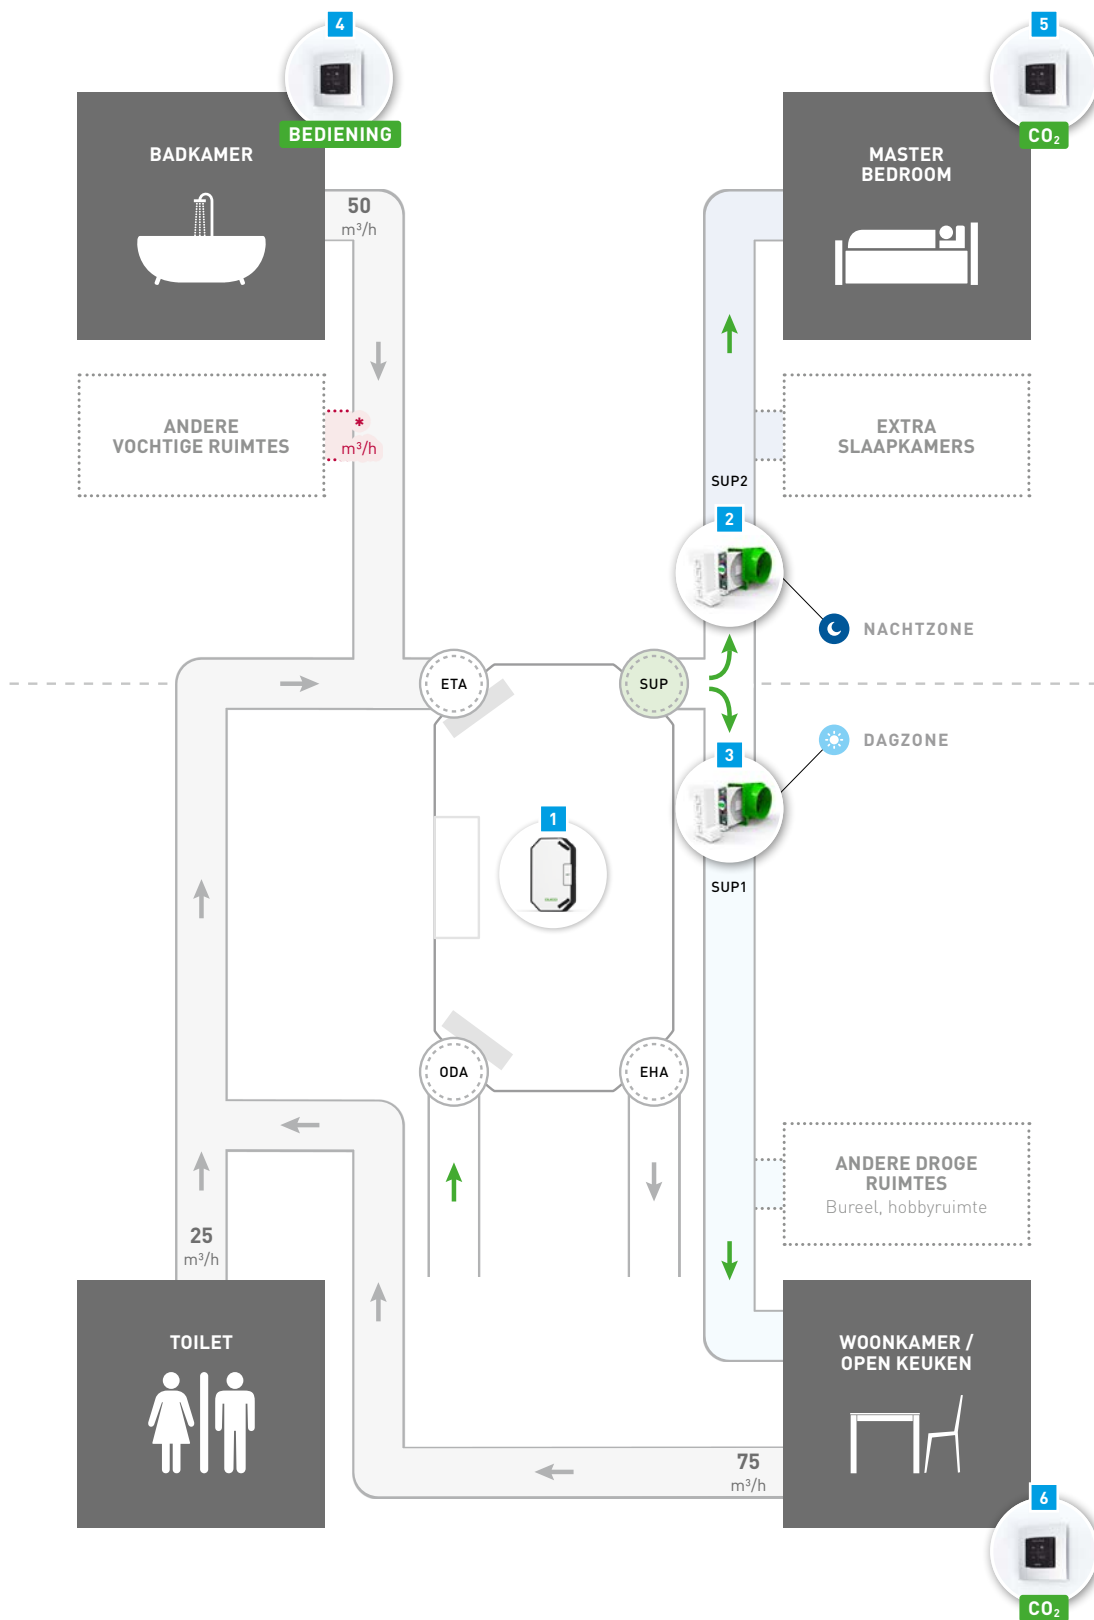 4
BEDIENING
BADKAMER
50
m³/h
5
CO₂
MASTER
BEDROOM
ANDERE
VOCHTIGE RUIMTES
*
m³/h
EXTRA
SLAAPKAMERS
SUP2
2
NACHTZONE
ETA
SUP
DAGZONE
3
1
SUP1
ODA
EHA
ANDERE DROGE
RUIMTES
Bureel, hobbyruimte
25
m³/h
TOILET
WOONKAMER /
OPEN KEUKEN
75
m³/h
6
CO₂